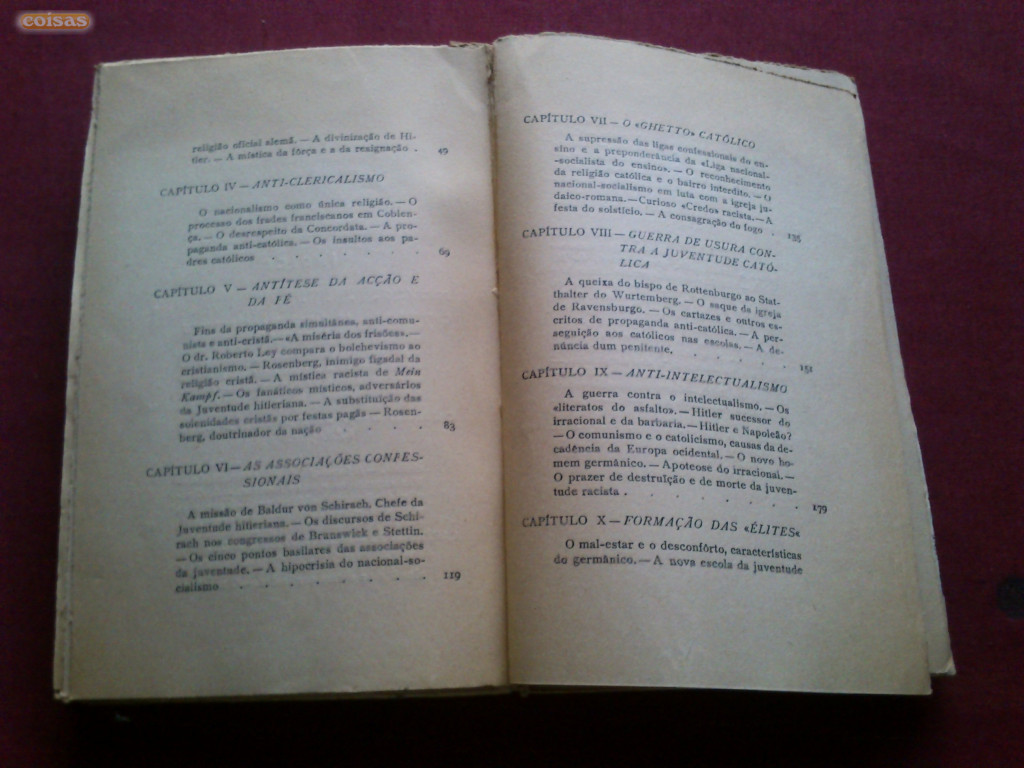 coisas
religião oficial alemã. — A divinização de Hi-
tler. — A mística da fôrça e a da resignação . 49
CAPÍTULO IV — ANTI-CLERICALISMO
O nacionalismo como única religião. — O
processo dos frades franciscanos em Coblen-
ça. — O desrespeito da Concordata. — A pro-
paganda anti-católica. — Os insultos aos pa-
dres católicos . . . . . . . 69
CAPÍTULO V — ANTÍTESE DA ACÇÃO E
DA FÉ
Fins da propaganda simultânea, anti-comu-
nista e anti-cristã. — «A miséria dos frisões». —
O dr. Roberto Ley compara o bolchevismo ao
cristianismo. — Rosenberg, inimigo figadal da
religião cristã. — A mística racista de Mein
Kampf. — Os fanáticos místicos, adversários
da Juventude hitleriana. — A substituição das
solenidades cristãs por festas pagãs — Rosen-
berg, doutrinador da nação . . . . . 83
CAPÍTULO VI — AS ASSOCIAÇÕES CONFES-
SIONAIS
A missão de Baldur von Schirach, Chefe da
Juventude hitleriana. — Os discursos de Schi-
rach nos congressos de Brunswick e Stettin.
— Os cinco pontos basilares das associações
da juventude. — A hipocrisia do nacional-so-
cialismo . . . . . . . . . 119
CAPÍTULO VII — O «GHETTO» CATÓLICO
A supressão das ligas confessionais do en-
sino e a preponderância da «Liga nacional-
-socialista do ensino». — O reconhecimento
da religião católica e o bairro interdito. — O
nacional-socialismo em luta com a igreja ju-
daico-romana. — Curioso «Credo» racista. — A
festa do solstício. — A consagração do fogo . 135
CAPÍTULO VIII — GUERRA DE USURA CON-
TRA A JUVENTUDE CATÓ-
LICA
A queixa do bispo de Rottenburgo ao Stat-
thalter do Wurtemberg. — O saque da igreja
de Ravensburgo. — Os cartazes e outros es-
critos de propaganda anti-católica. — A per-
seguição aos católicos nas escolas. — A de-
núncia dum penitente. . . . . . 151
CAPÍTULO IX — ANTI-INTELECTUALISMO
A guerra contra o intelectualismo. — Os
«literatos do asfalto». — Hitler sucessor do
irracional e da barbaria. — Hitler e Napoleão?
— O comunismo e o catolicismo, causas da de-
cadência da Europa ocidental. — O novo ho-
mem germânico. — Apoteose do irracional. —
O prazer de destruïção e de morte da juven-
tude racista . . . . . . . . 179
CAPÍTULO X — FORMAÇÃO DAS «ÉLITES«
O mal-estar e o desconfôrto, características
do germânico. — A nova escola da juventude